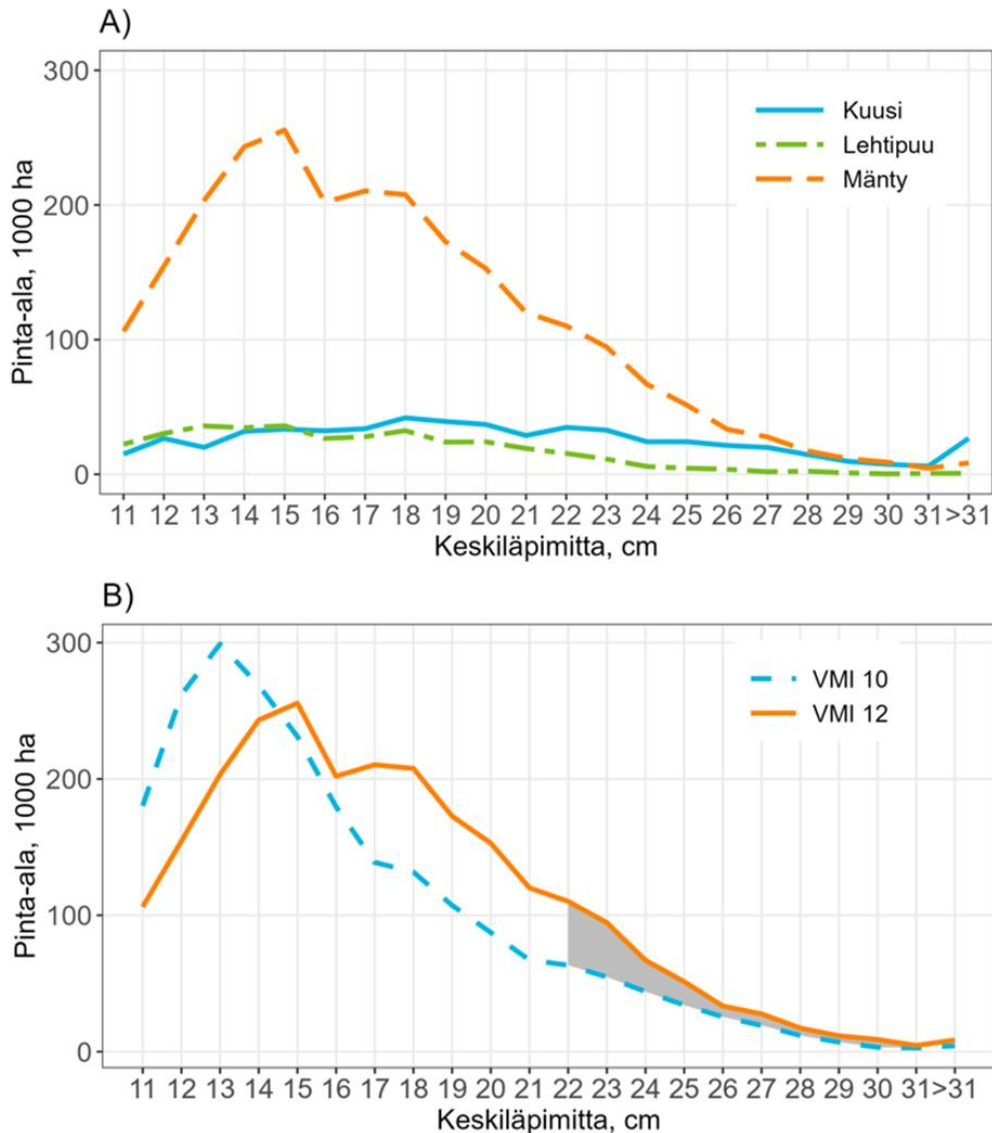 A)
Pinta-ala, 1000 ha
300
200
100
0
Kuusi
Lehtipuu
Mänty
11 12 13 14 15 16 17 18 19 20 21 22 23 24 25 26 27 28 29 30 31 >31
Keskiläpimitta, cm
B)
Pinta-ala, 1000 ha
300
200
100
0
VMI 10
VMI 12
11 12 13 14 15 16 17 18 19 20 21 22 23 24 25 26 27 28 29 30 31 >31
Keskiläpimitta, cm